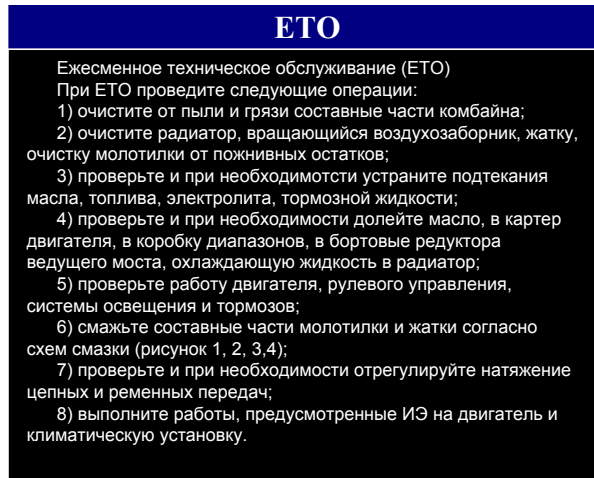 ЕТО
Ежесменное техническое обслуживание (ЕТО)
При ЕТО проведите следующие операции:
1) очистите от пыли и грязи составные части комбайна;
2) очистите радиатор, вращающийся воздухозаборник, жатку,
очистку молотилки от пожнивных остатков;
3) проверьте и при необходимотсти устраните подтекания
масла, топлива, электролита, тормозной жидкости;
4) проверьте и при необходимости долейте масло, в картер
двигателя, в коробку диапазонов, в бортовые редуктора
ведущего моста, охлаждающую жидкость в радиатор;
5) проверьте работу двигателя, рулевого управления,
системы освещения и тормозов;
6) смажьте составные части молотилки и жатки согласно
схем смазки (рисунок 1, 2, 3,4);
7) проверьте и при необходимости отрегулируйте натяжение
цепных и ременных передач;
8) выполните работы, предусмотренные ИЭ на двигатель и
климатическую установку.